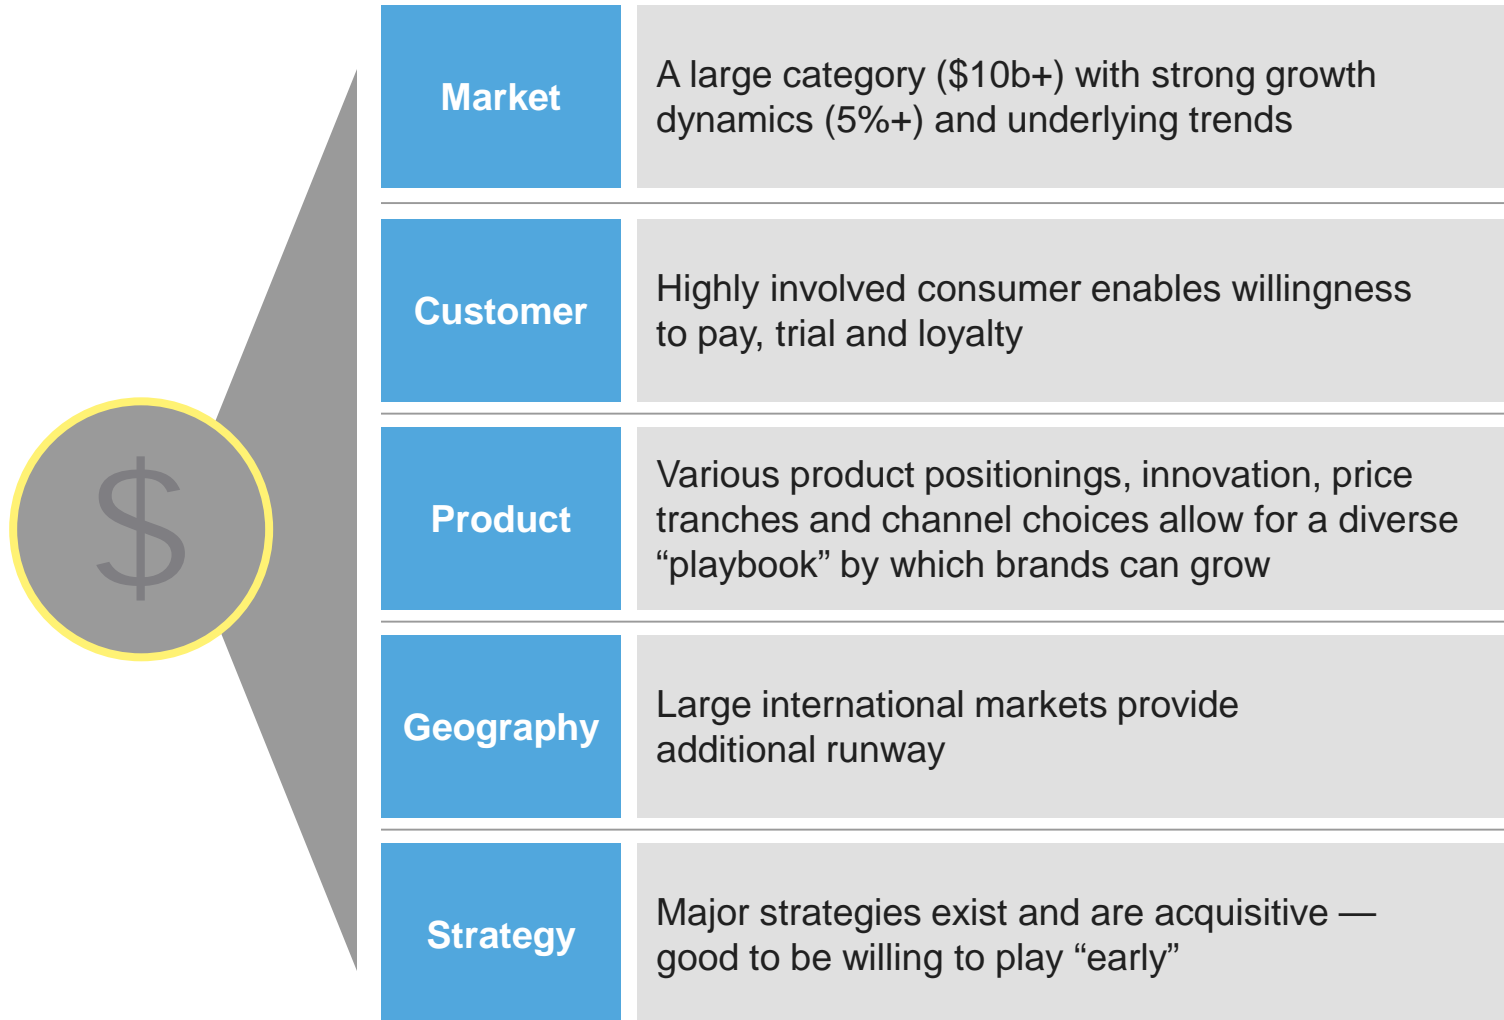 $
Market
A large category ($10b+) with strong growth
dynamics (5%+) and underlying trends
Customer
Highly involved consumer enables willingness
to pay, trial and loyalty
Product
Various product positionings, innovation, price
tranches and channel choices allow for a diverse
“playbook” by which brands can grow
Geography
Large international markets provide
additional runway
Strategy
Major strategies exist and are acquisitive —
good to be willing to play “early”